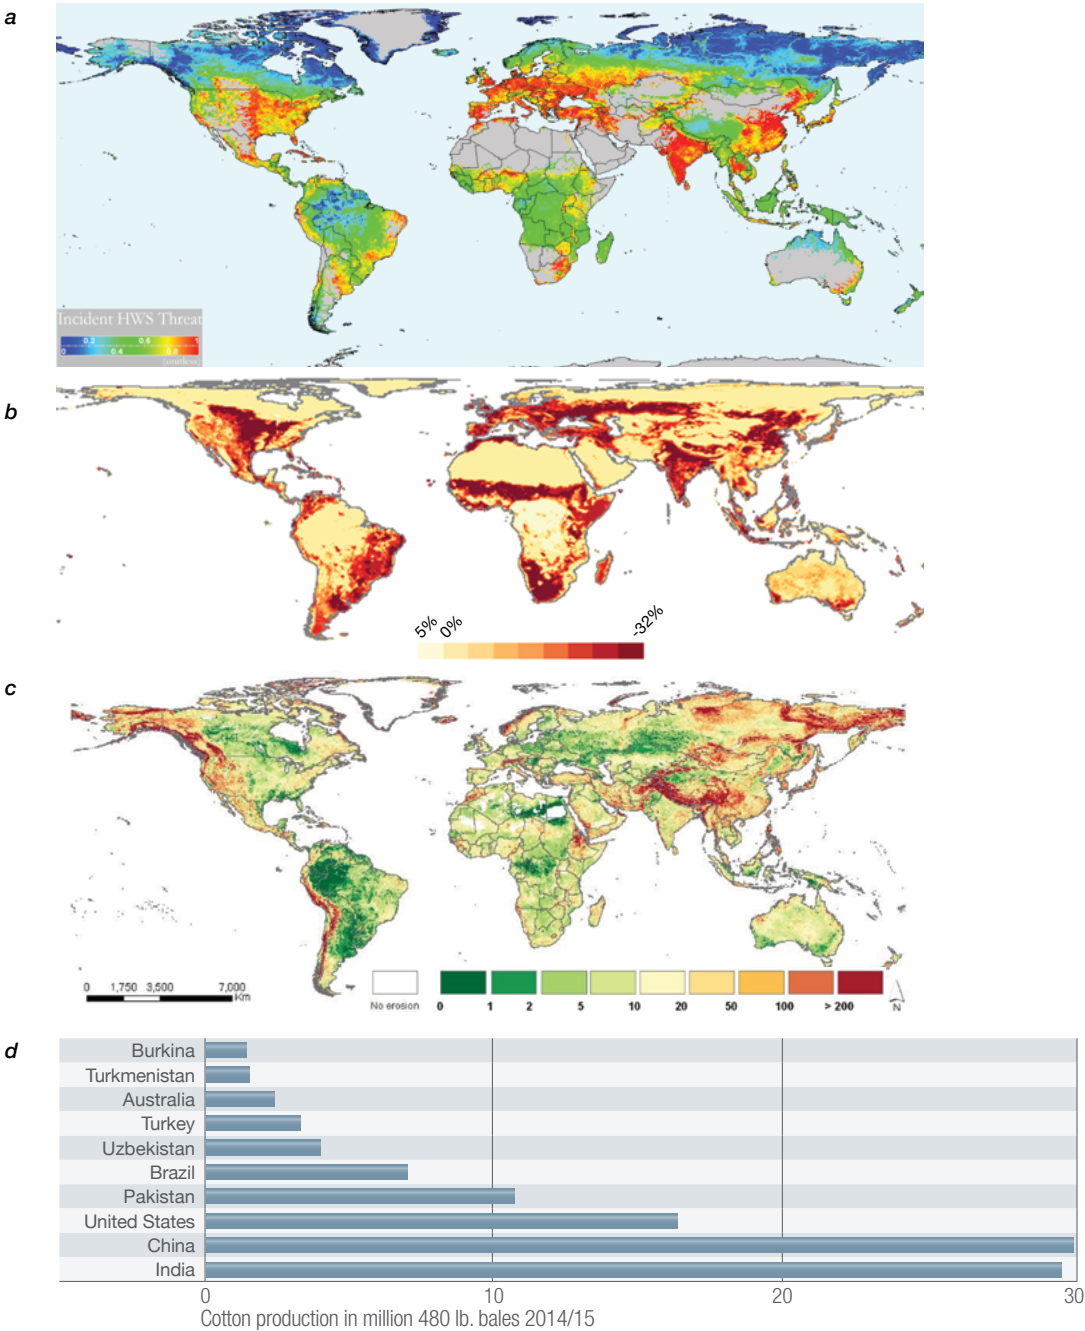 a
Incident HWS Threat
0.2 0.6 1
0 0.4 0.8
(unitless)
b
5% 0% -32%
c
0 1,750 3,500 7,000
Km
No erosion 0 1 2 5 10 20 50 100 > 200
N
d
Burkina
Turkmenistan
Australia
Turkey
Uzbekistan
Brazil
Pakistan
United States
China
India
0 10 20 30
Cotton production in million 480 lb. bales 2014/15